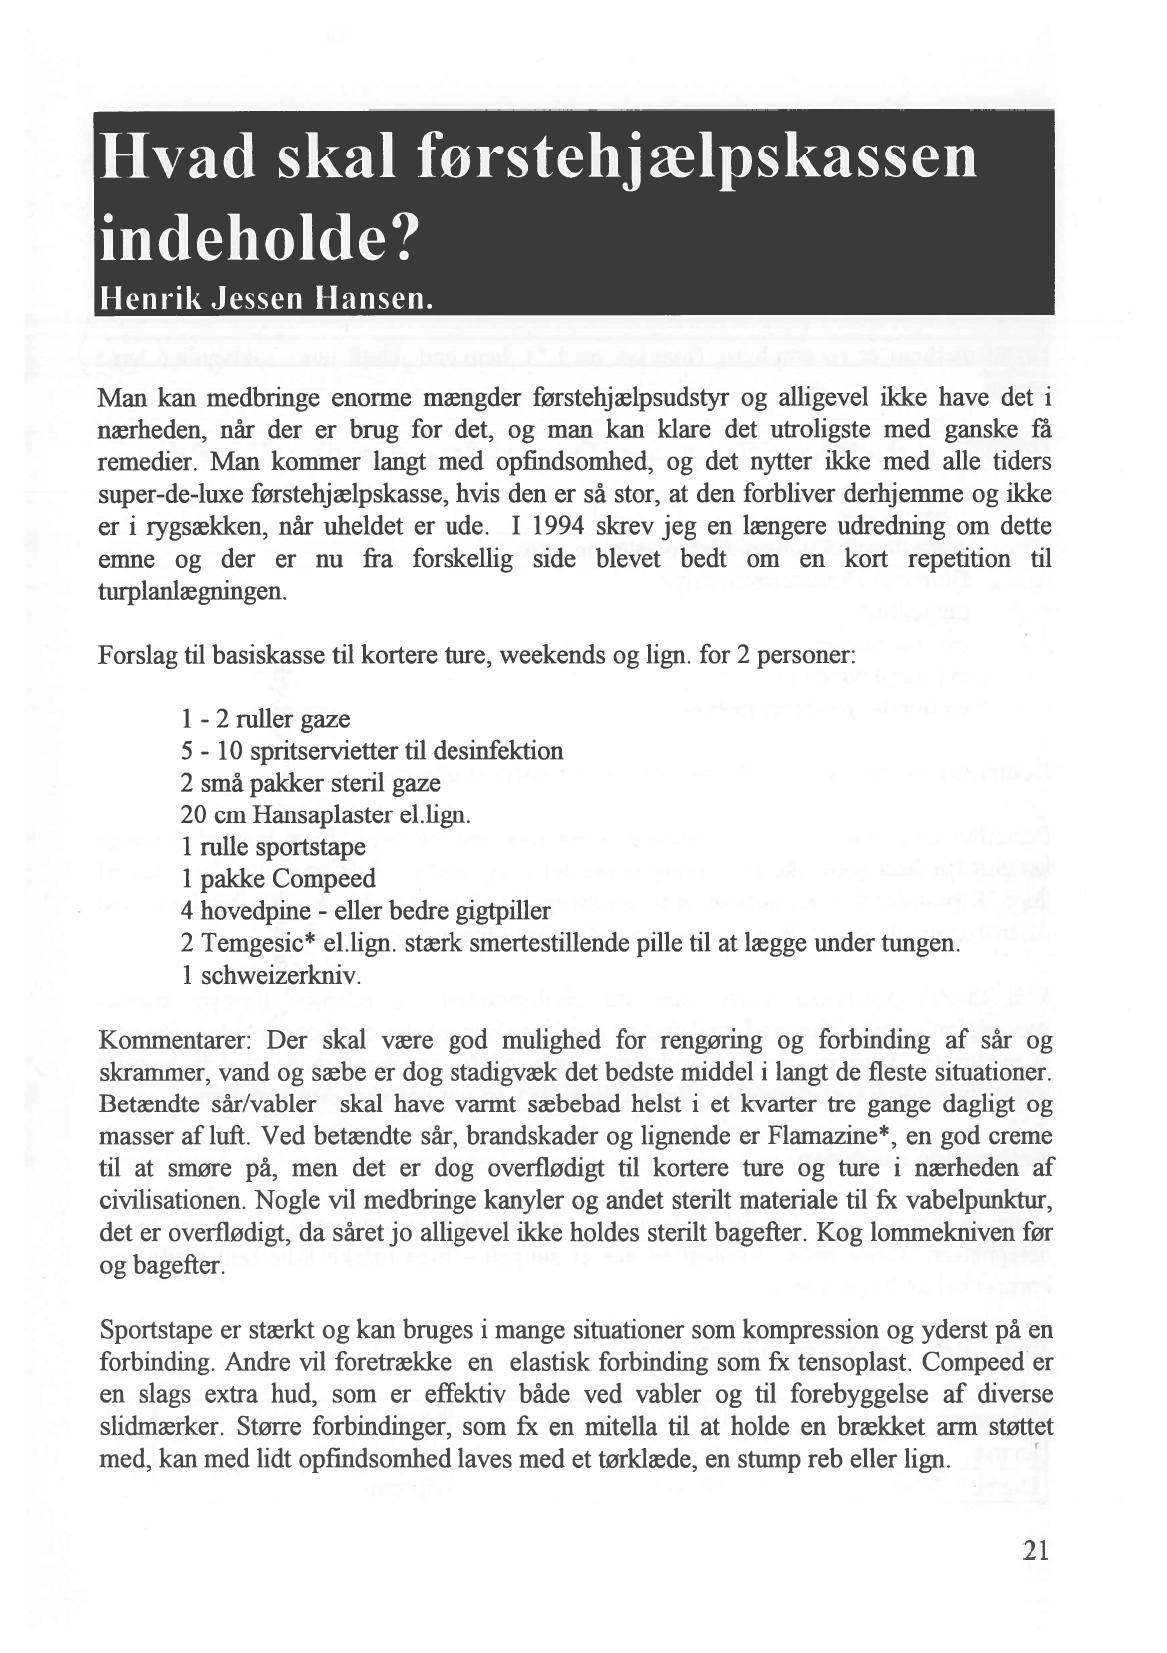 Hvad skal førstehjælpskassen
indeholde?
Henrik Jessen Hansen.
Man kan medbringe enorme mængder førstehjælpsudstyr og alligevel ikke have det i
nærheden, når der er brug for det, og man kan klare det utroligste med ganske få
remedier. Man kommer langt med opfindsomhed, og det nytter ikke med alle tiders
super-de-luxe førstehjælpskasse, hvis den er så stor, at den forbliver derhjemme og ikke
er i rygsækken, når uheldet er ude. I 1994 skrev jeg en længere udredning om dette
emne og der er nu fra forskellig side blevet bedt om en kort repetition til
turplanlægningen.
Forslag til basiskasse til kortere ture, weekends og lign. for 2 personer:
1 - 2 ruller gaze
5 - 10 spritservietter til desinfektion
2 små pakker steril gaze
20 cm Hansaplaster el.lign.
1 rulle sportstape
1 pakke Compeed
4 hovedpine - eller bedre gigtpiller
2 Temgesic* el.lign. stærk smertestillende pille til at lægge under tungen.
1 schweizerkniv.
Kommentarer: Der skal være god mulighed for rengøring og forbinding af sår og
skrammer, vand og sæbe er dog stadigvæk det bedste middel i langt de fleste situationer.
Betændte sår/vabler skal have varmt sæbebad helst i et kvarter tre gange dagligt og
masser af luft. Ved betændte sår, brandskader og lignende er Flamazine*, en god creme
til at smøre på, men det er dog overflødigt til kortere ture og ture i nærheden af
civilisationen. Nogle vil medbringe kanyler og andet sterilt materiale til fx vabelpunktur,
det er overflødigt, da såret jo alligevel ikke holdes sterilt bagefter. Kog lommekniven før
og bagefter.
Sportstape er stærkt og kan bruges i mange situationer som kompression og yderst på en
forbinding. Andre vil foretrække en elastisk forbinding som fx tensoplast. Compeed er
en slags extra hud, som er effektiv både ved vabler og til forebyggelse af diverse
slidmærker. Større forbindinger, som fx en mitella til at holde en brækket arm støttet
med, kan med lidt opfindsomhed laves med et tørklæde, en stump reb eller lign.
21